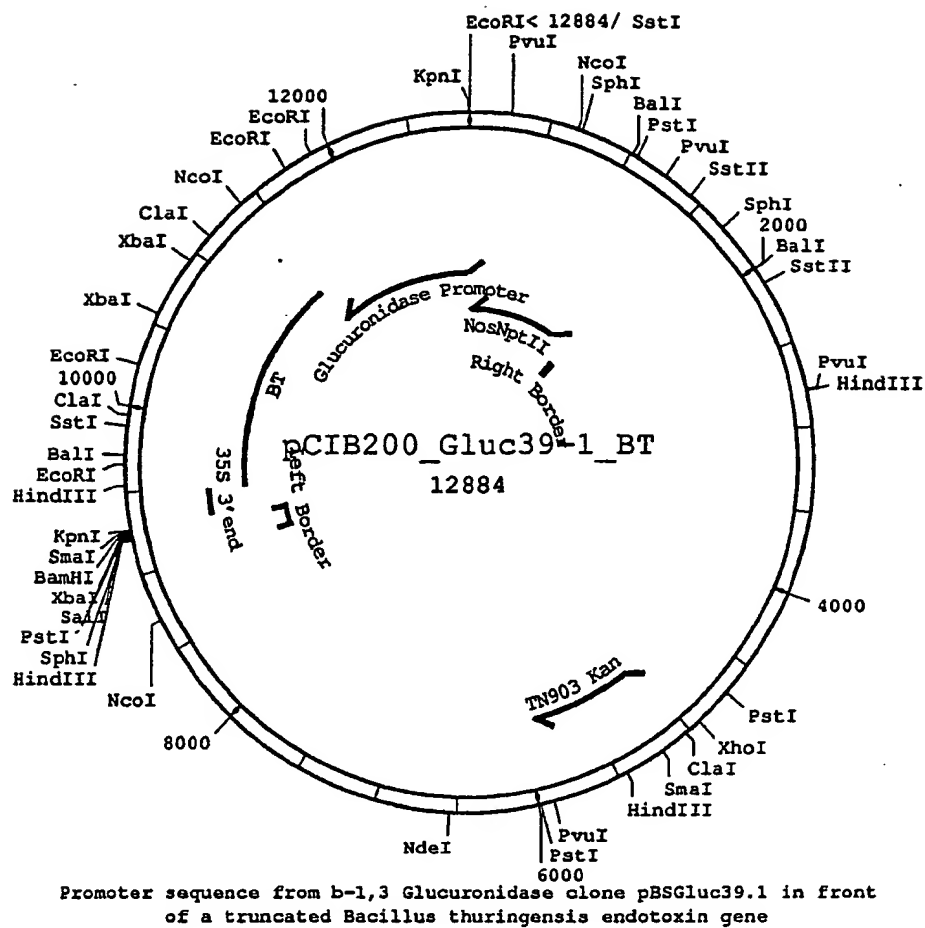 EcoRI< 12884/ SstI
PvuI
NcoI
SphI
BalI
PstI
PvuI
SstII
SphI
2000
BalI
SstII
PvuI
HindIII
4000
PstI
XhoI
ClaI
SmaI
HindIII
PvuI
PstI
6000
NdeI
8000
NcoI
HindIII
SphI
PstI
SalI
XbaI
BamHI
SmaI
KpnI
HindIII
EcoRI
BalI
SstI
ClaI
10000
EcoRI
XbaI
XbaI
ClaI
NcoI
EcoRI
EcoRI
12000
KpnI
Glucuronidase Promoter
NosNptII
Right Border
BT
35S 3'end
Left Border
pCIB200_Gluc39-1_BT
12884
TN903 Kan
Promoter sequence from b-1,3 Glucuronidase clone pBSGluc39.1 in front
of a truncated Bacillus thuringensis endotoxin gene